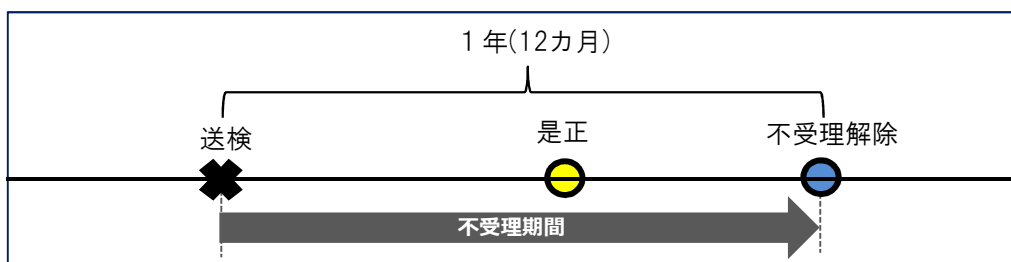 1年(12カ月)
送検
是正
不受理解除
不受理期間